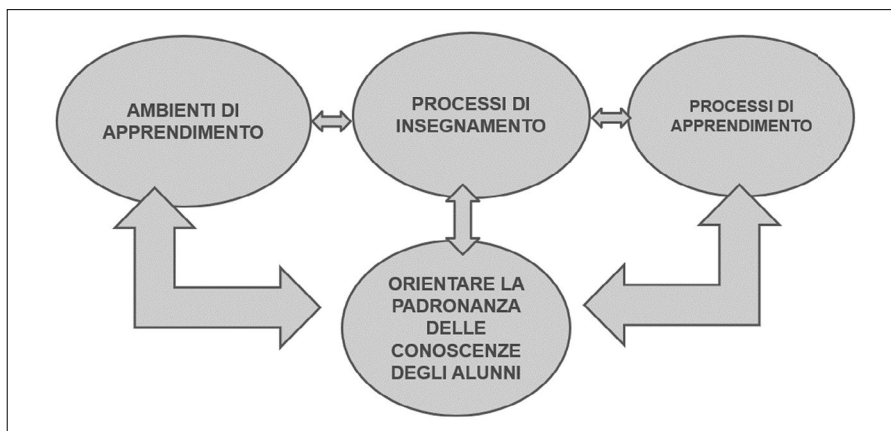 AMBIENTI DI
APPRENDIMENTO
PROCESSI DI
INSEGNAMENTO
PROCESSI DI
APPRENDIMENTO
ORIENTARE LA
PADRONANZA
DELLE
CONOSCENZE
DEGLI ALUNNI